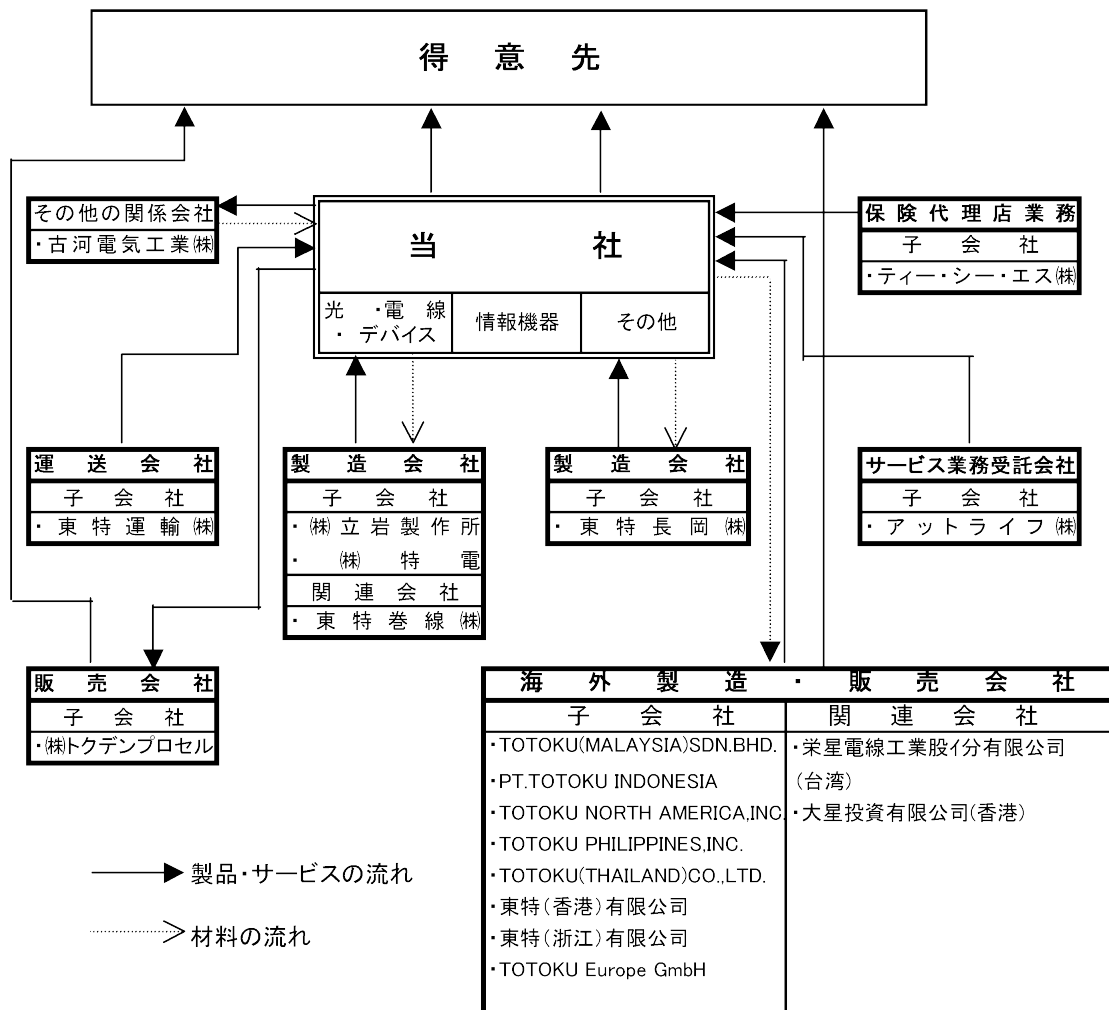 得意先
その他の関係会社
・古河電気工業㈱
当社
光・電線
・デバイス
情報機器
その他
保険代理店業務
子会社
・ティー・シー・エス㈱
運送会社
子会社
・東特運輸㈱
製造会社
子会社
・㈱立岩製作所
・㈱特電
関連会社
・東特巻線㈱
製造会社
子会社
・東特長岡㈱
サービス業務受託会社
子会社
・アットライフ㈱
販売会社
子会社
・㈱トクデンプロセル
海外製造・販売会社
子会社
・TOTOKU(MALAYSIA)SDN.BHD.
・PT.TOTOKU INDONESIA
・TOTOKU NORTH AMERICA,INC.
・TOTOKU PHILIPPINES,INC.
・TOTOKU(THAILAND)CO.,LTD.
・東特(香港)有限公司
・東特(浙江)有限公司
・TOTOKU Europe GmbH
関連会社
・栄星電線工業股イ分有限公司
(台湾)
・大星投資有限公司(香港)
製品・サービスの流れ
材料の流れ